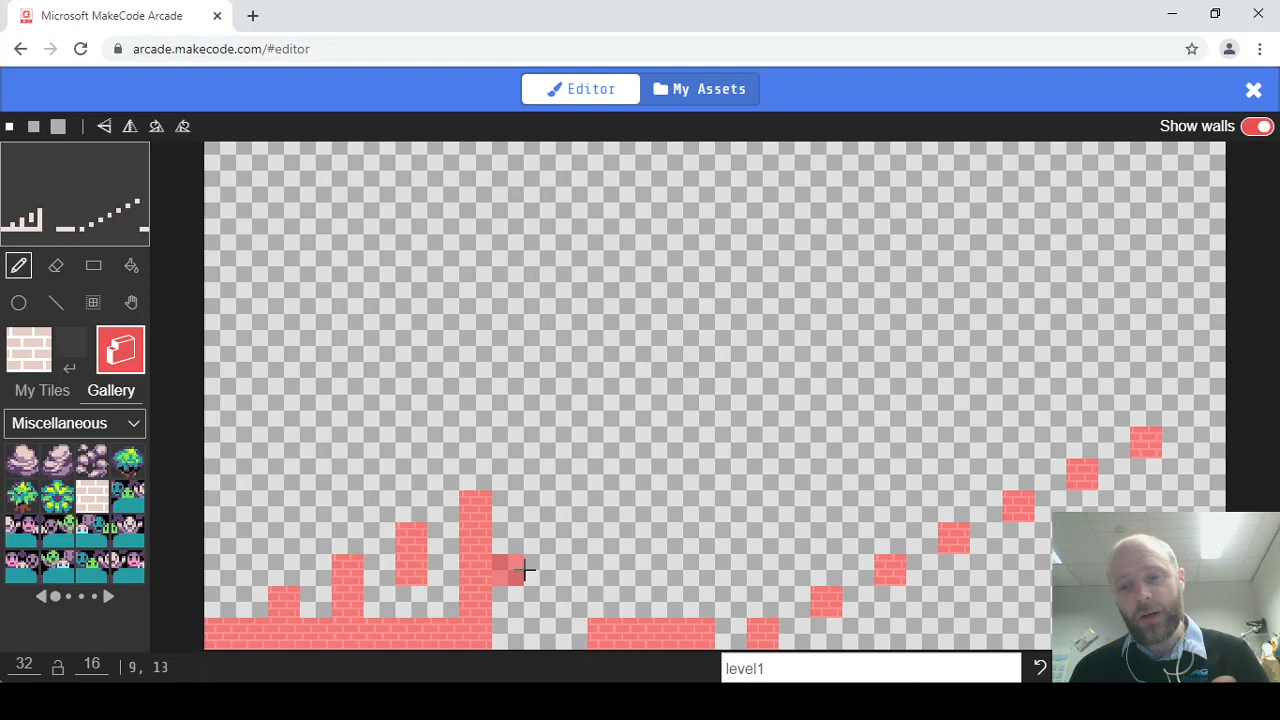 Microsoft MakeCode Arcade
arcade.makecode.com/#editor
Editor
My Assets
Show walls
My Tiles
Gallery
Miscellaneous
32
16
9, 13
level1